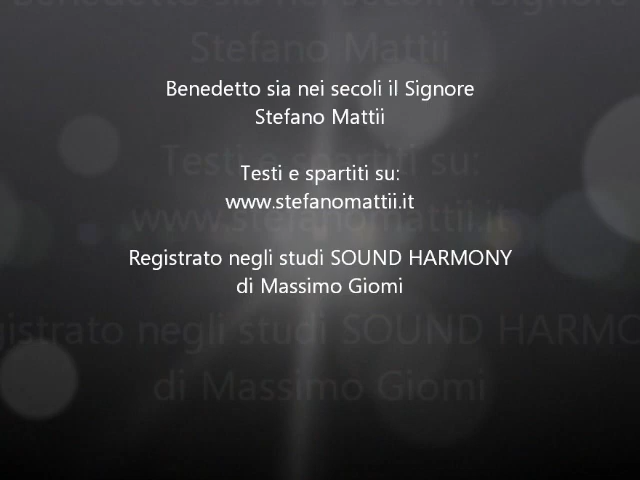 Benedetto sia nei secoli il Signore
Stefano Mattii
Testi e spartiti su:
www.stefanomattii.it
Registrato negli studi SOUND HARMONY
di Massimo Giomi